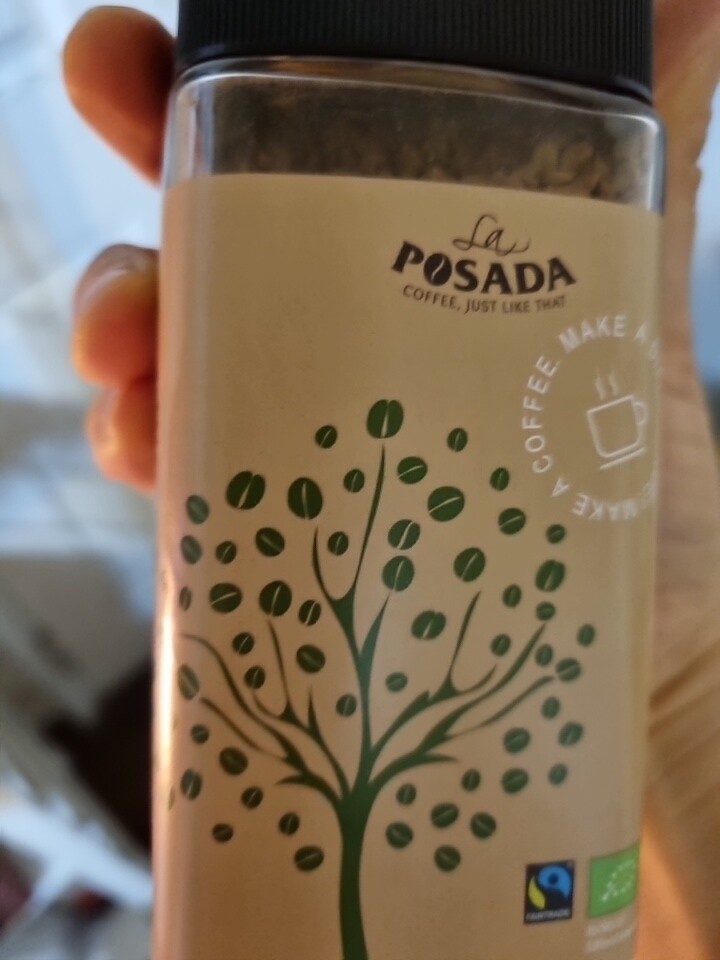 La
POSADA
COFFEE, JUST LIKE THAT
MAKE A COFFEE. MAKE A
FAIRTRADE